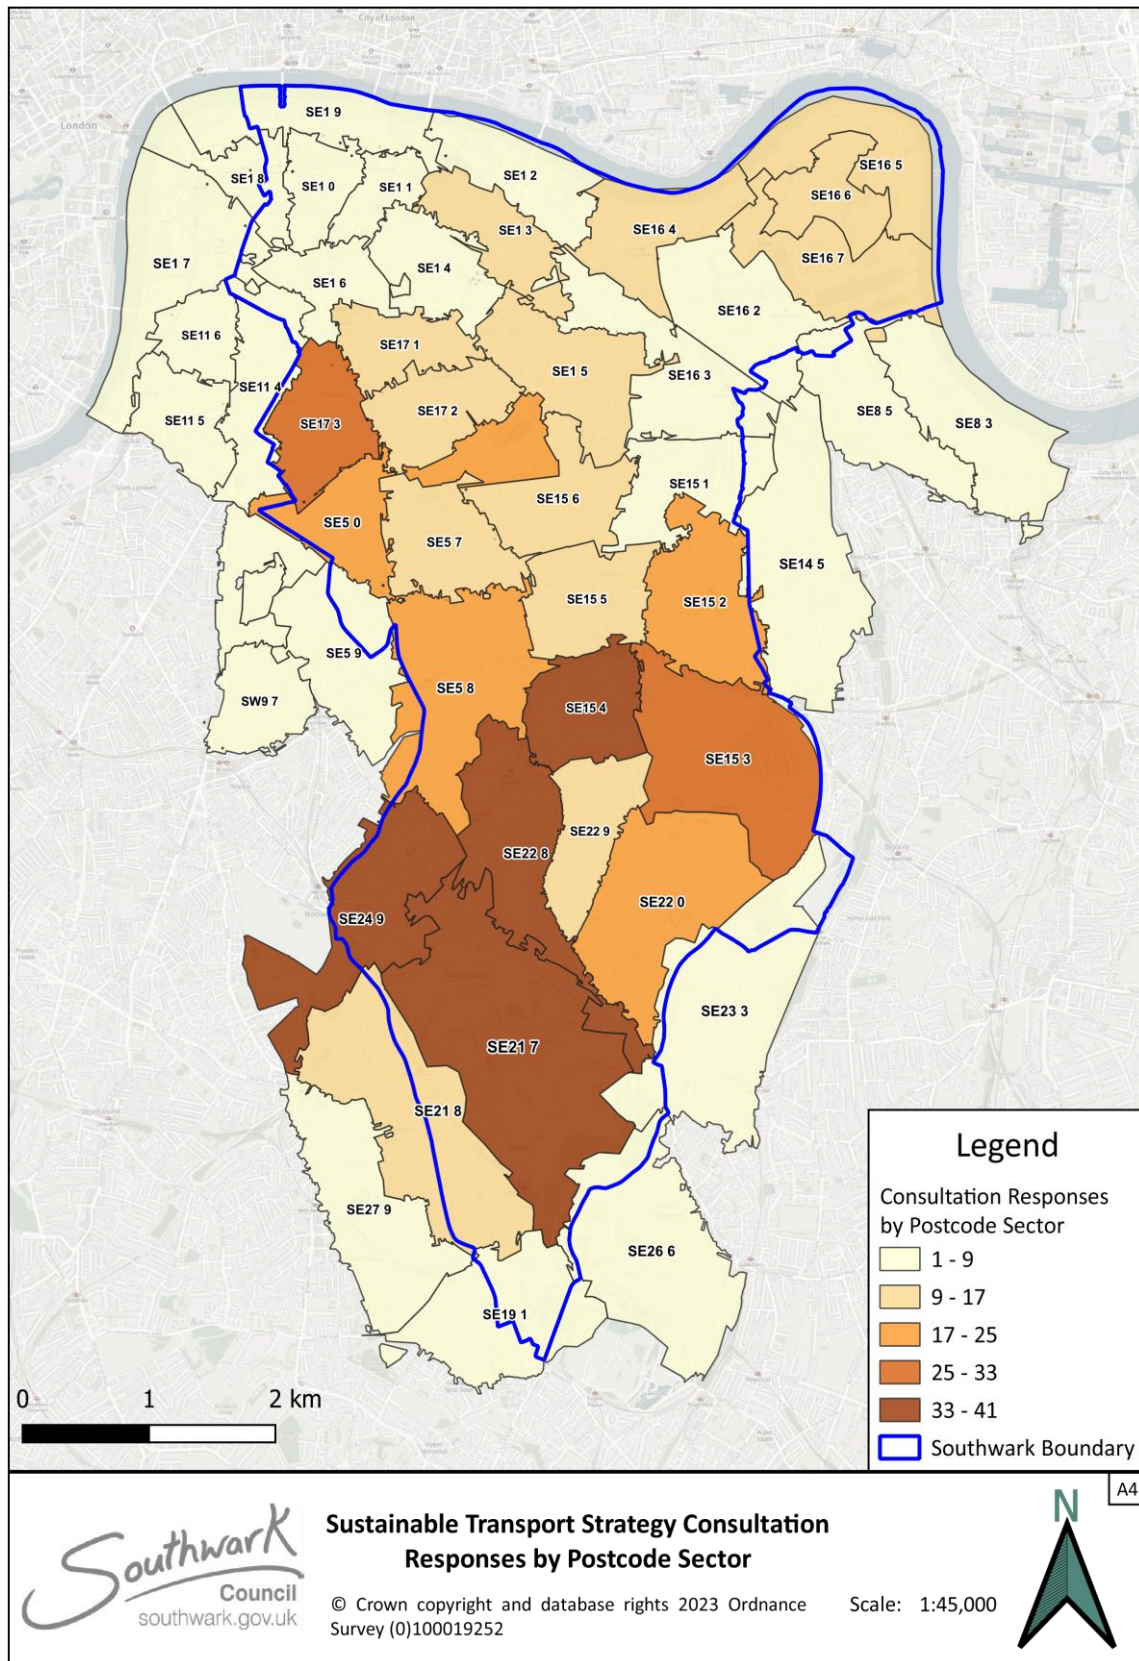 City of London
London
SE1 9
SE1 8
SE1 0
SE1 1
SE1 2
SE16 5
SE16 6
SE1 3
SE16 4
SE16 7
SE1 7
SE1 4
SE1 6
SE16 2
SE11 6
SE17 1
SE1 5
SE16 3
SE11 4
SE17 2
SE8 5
SE11 5
SE17 3
SE8 3
SE15 1
SE15 6
SE5 0
SE5 7
SE14 5
SE15 5
SE15 2
SE5 9
SE5 8
SW9 7
SE15 4
SE15 3
SE22 9
SE22 8
SE22 0
SE24 9
SE23 3
SE21 7
SE21 8
SE27 9
SE26 6
SE19 1
Legend
Consultation Responses
by Postcode Sector
1 - 9
9 - 17
17 - 25
25 - 33
33 - 41
Southwark Boundary
0 1 2 km
A4
Southwark
Council
southwark.gov.uk
Sustainable Transport Strategy Consultation
Responses by Postcode Sector
© Crown copyright and database rights 2023 Ordnance
Survey (0)100019252
Scale: 1:45,000
N